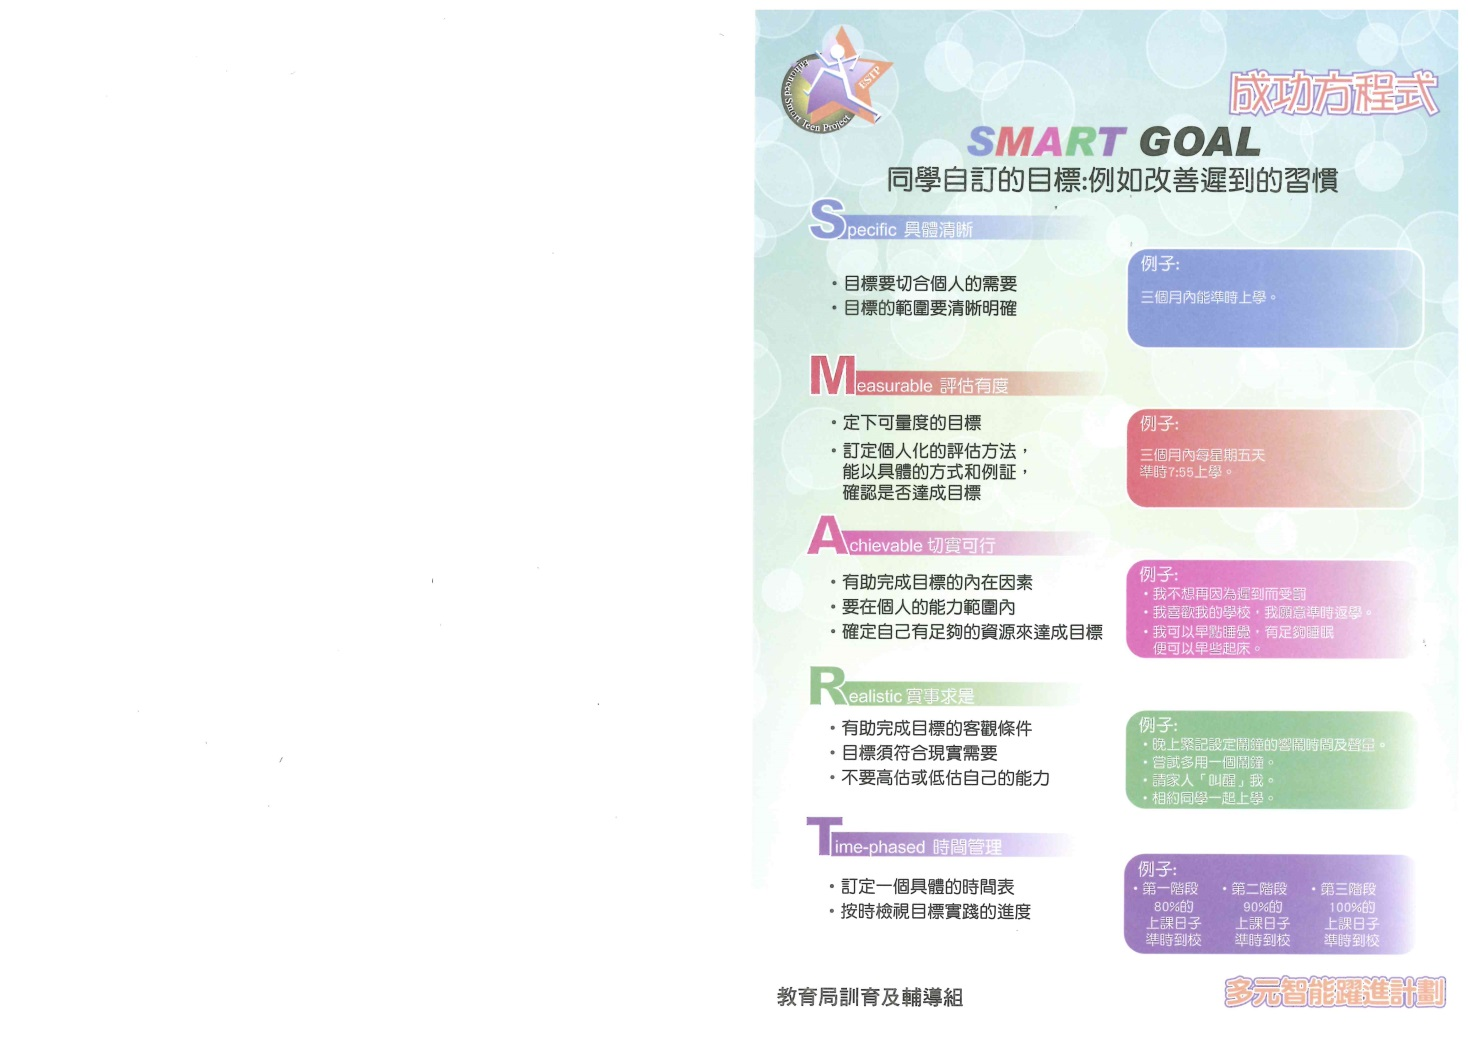 Enhanced Smart Teen Project
ESTP
成功方程式
SMART GOAL
同學自訂的目標:例如改善遲到的習慣
Specific 具體清晰
・目標要切合個人的需要
・目標的範圍要清晰明確
例子:
三個月內能準時上學。
Measurable 評估有度
・定下可量度的目標
・訂定個人化的評估方法，
能以具體的方式和例証，
確認是否達成目標
例子:
三個月內每星期五天
準時7:55上學。
Achievable 切實可行
・有助完成目標的內在因素
・要在個人的能力範圍內
・確定自己有足夠的資源來達成目標
例子:
・我不想再因為遲到而受罰
・我喜歡我的學校，我願意準時返學。
・我可以早點睡覺，有足夠睡眠
便可以早些起床。
Realistic 實事求是
・有助完成目標的客觀條件
・目標須符合現實需要
・不要高估或低估自己的能力
例子:
・晚上緊記設定鬧鐘的響鬧時間及聲量。
・嘗試多用一個鬧鐘。
・請家人「叫醒」我。
・相約同學一起上學。
Time-phased 時間管理
・訂定一個具體的時間表
・按時檢視目標實踐的進度
例子:
・第一階段 ・第二階段 ・第三階段
80%的 90%的 100%的
上課日子 上課日子 上課日子
準時到校 準時到校 準時到校
教育局訓育及輔導組
多元智能躍進計劃